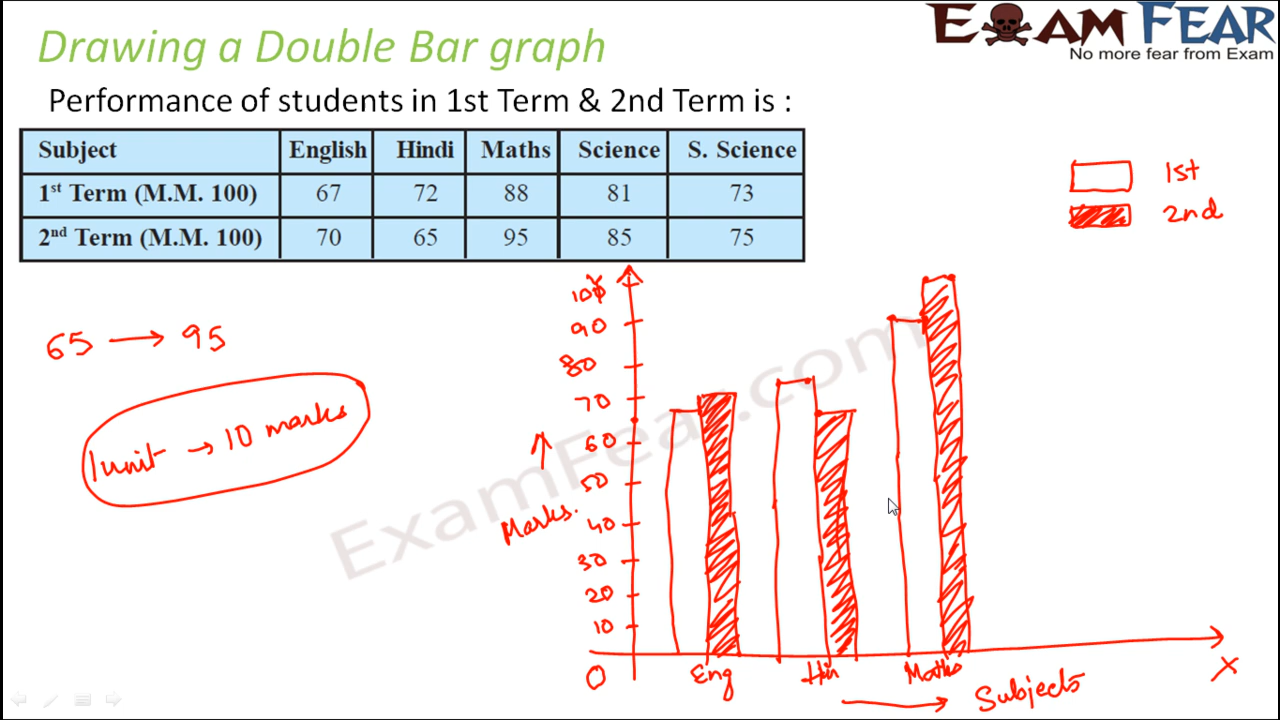 Drawing a Double Bar graph
EXAM FEAR
No more fear from Exam
Performance of students in 1st Term & 2nd Term is :
Subject English Hindi Maths Science S. Science
1st Term (M.M. 100) 67 72 88 81 73
2nd Term (M.M. 100) 70 65 95 85 75
1st
2nd
65 → 95
1 unit → 10 marks
Marks
100
90
80
70
60
50
40
30
20
10
0
Y
Eng Hin Maths
X
→ Subjects
ExamFear.com